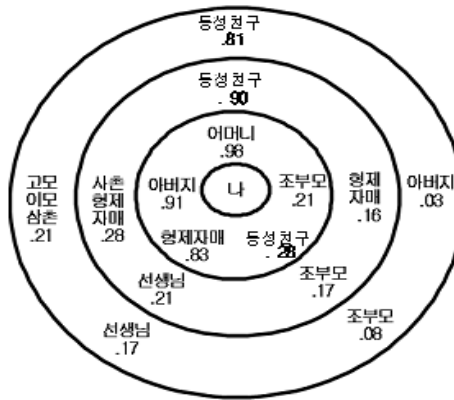 동성친구
.81
동성친구
.90
어머니
.98
나
아버지
.91
조부모
.21
형제자매
.83
동성친구
사촌
형제
자매
.28
형제
자매
.16
선생님
.21
조부모
.17
고모
이모
삼촌
.21
아버지
.03
선생님
.17
조부모
.08